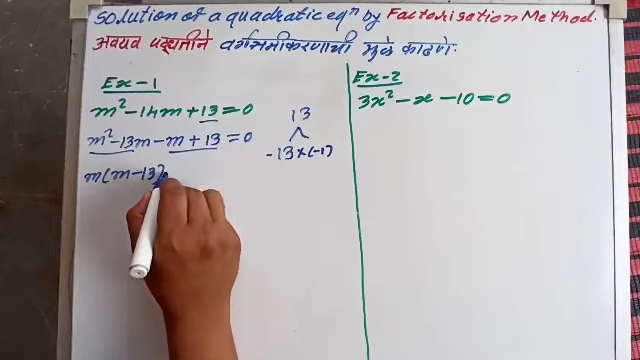 Solution of a quadratic eqn by Factorisation Method.
अवयव पद्धतीने वर्गसमीकरणाची मुळे काढणे.
Ex-1
m²-14m+13=0
m²-13m-m+13=0
m(m-13)
13
-13×(-1)
Ex-2
3x²-x-10=0